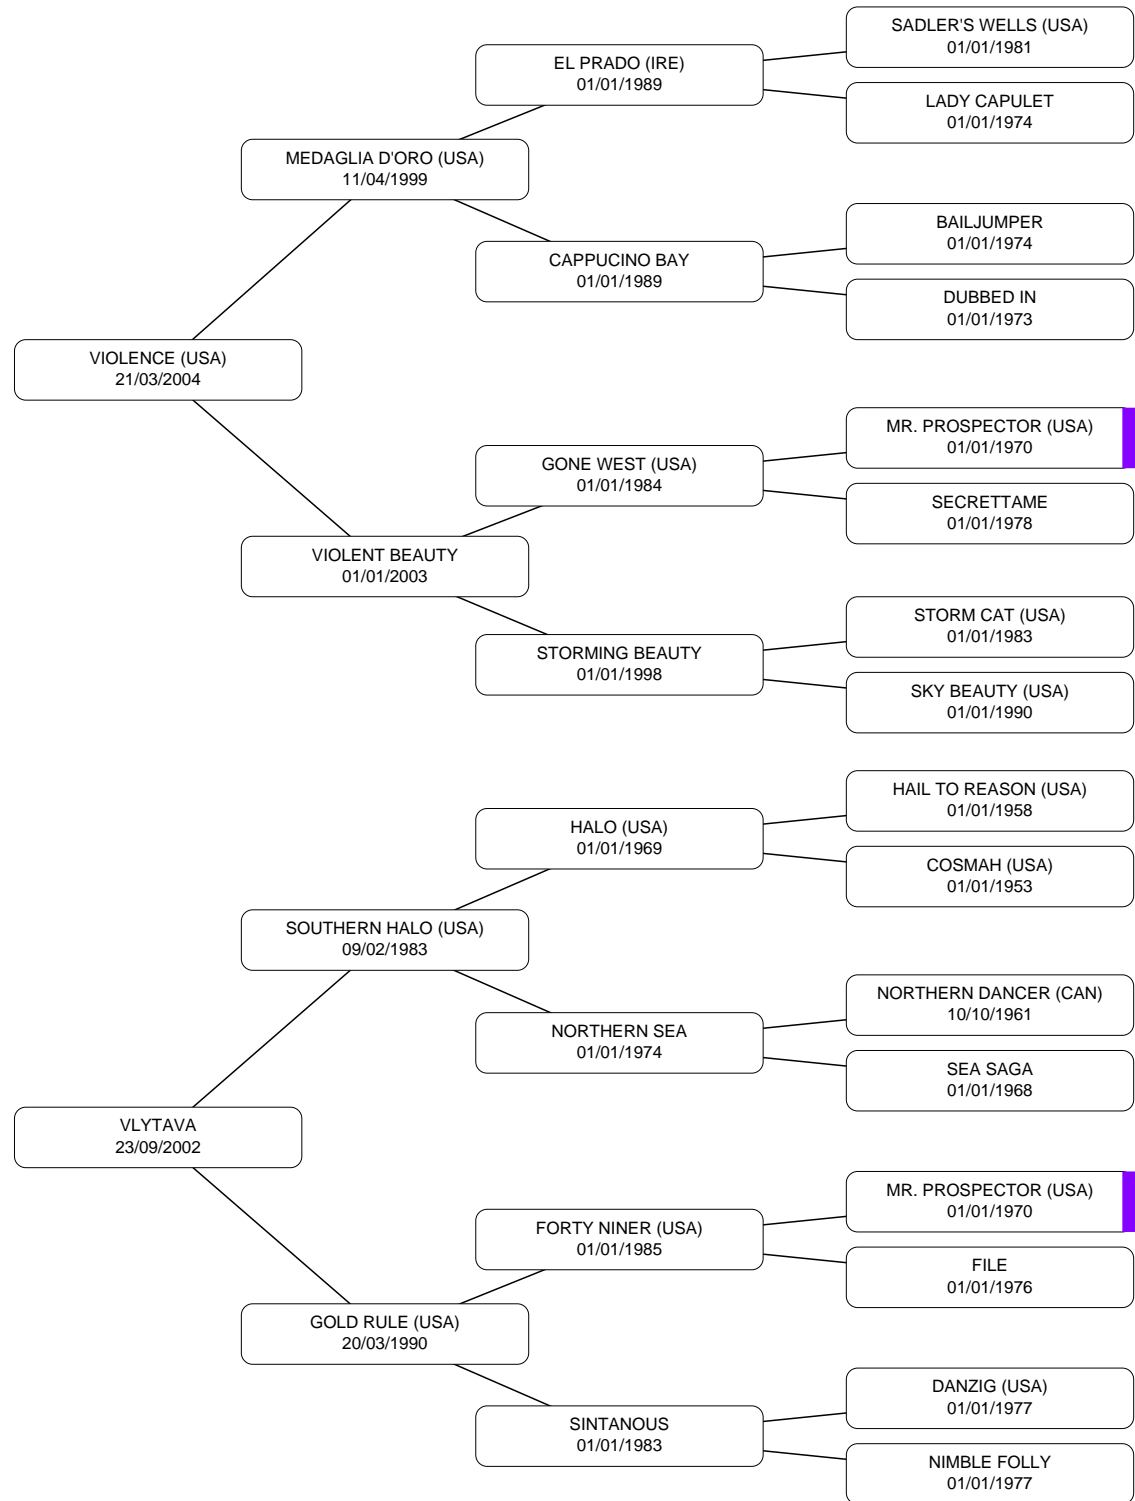 SADLER'S WELLS (USA)
01/01/1981
EL PRADO (IRE)
01/01/1989
LADY CAPULET
01/01/1974
MEDAGLIA D'ORO (USA)
11/04/1999
BAILJUMPER
01/01/1974
CAPPUCINO BAY
01/01/1989
DUBBED IN
01/01/1973
VIOLENCE (USA)
21/03/2004
MR. PROSPECTOR (USA)
01/01/1970
GONE WEST (USA)
01/01/1984
SECRETTAME
01/01/1978
VIOLENT BEAUTY
01/01/2003
STORM CAT (USA)
01/01/1983
STORMING BEAUTY
01/01/1998
SKY BEAUTY (USA)
01/01/1990
HAIL TO REASON (USA)
01/01/1958
HALO (USA)
01/01/1969
COSMAH (USA)
01/01/1953
SOUTHERN HALO (USA)
09/02/1983
NORTHERN DANCER (CAN)
10/10/1961
NORTHERN SEA
01/01/1974
SEA SAGA
01/01/1968
VLYTAVA
23/09/2002
MR. PROSPECTOR (USA)
01/01/1970
FORTY NINER (USA)
01/01/1985
FILE
01/01/1976
GOLD RULE (USA)
20/03/1990
DANZIG (USA)
01/01/1977
SINTANOUS
01/01/1983
NIMBLE FOLLY
01/01/1977